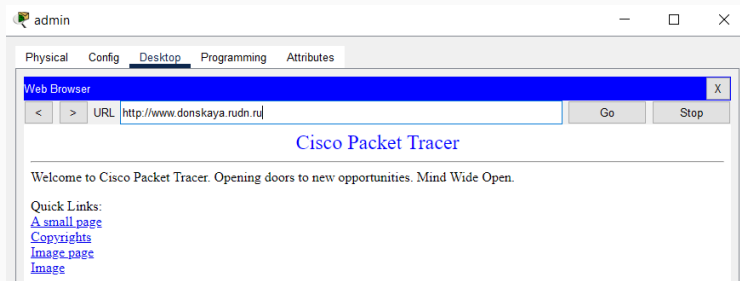 admin
Physical Config Desktop Programming Attributes
Web Browser X
< > URL http://www.donskaya.rudn.ru Go Stop
Cisco Packet Tracer
Welcome to Cisco Packet Tracer. Opening doors to new opportunities. Mind Wide Open.
Quick Links:
A small page
Copyrights
Image page
Image